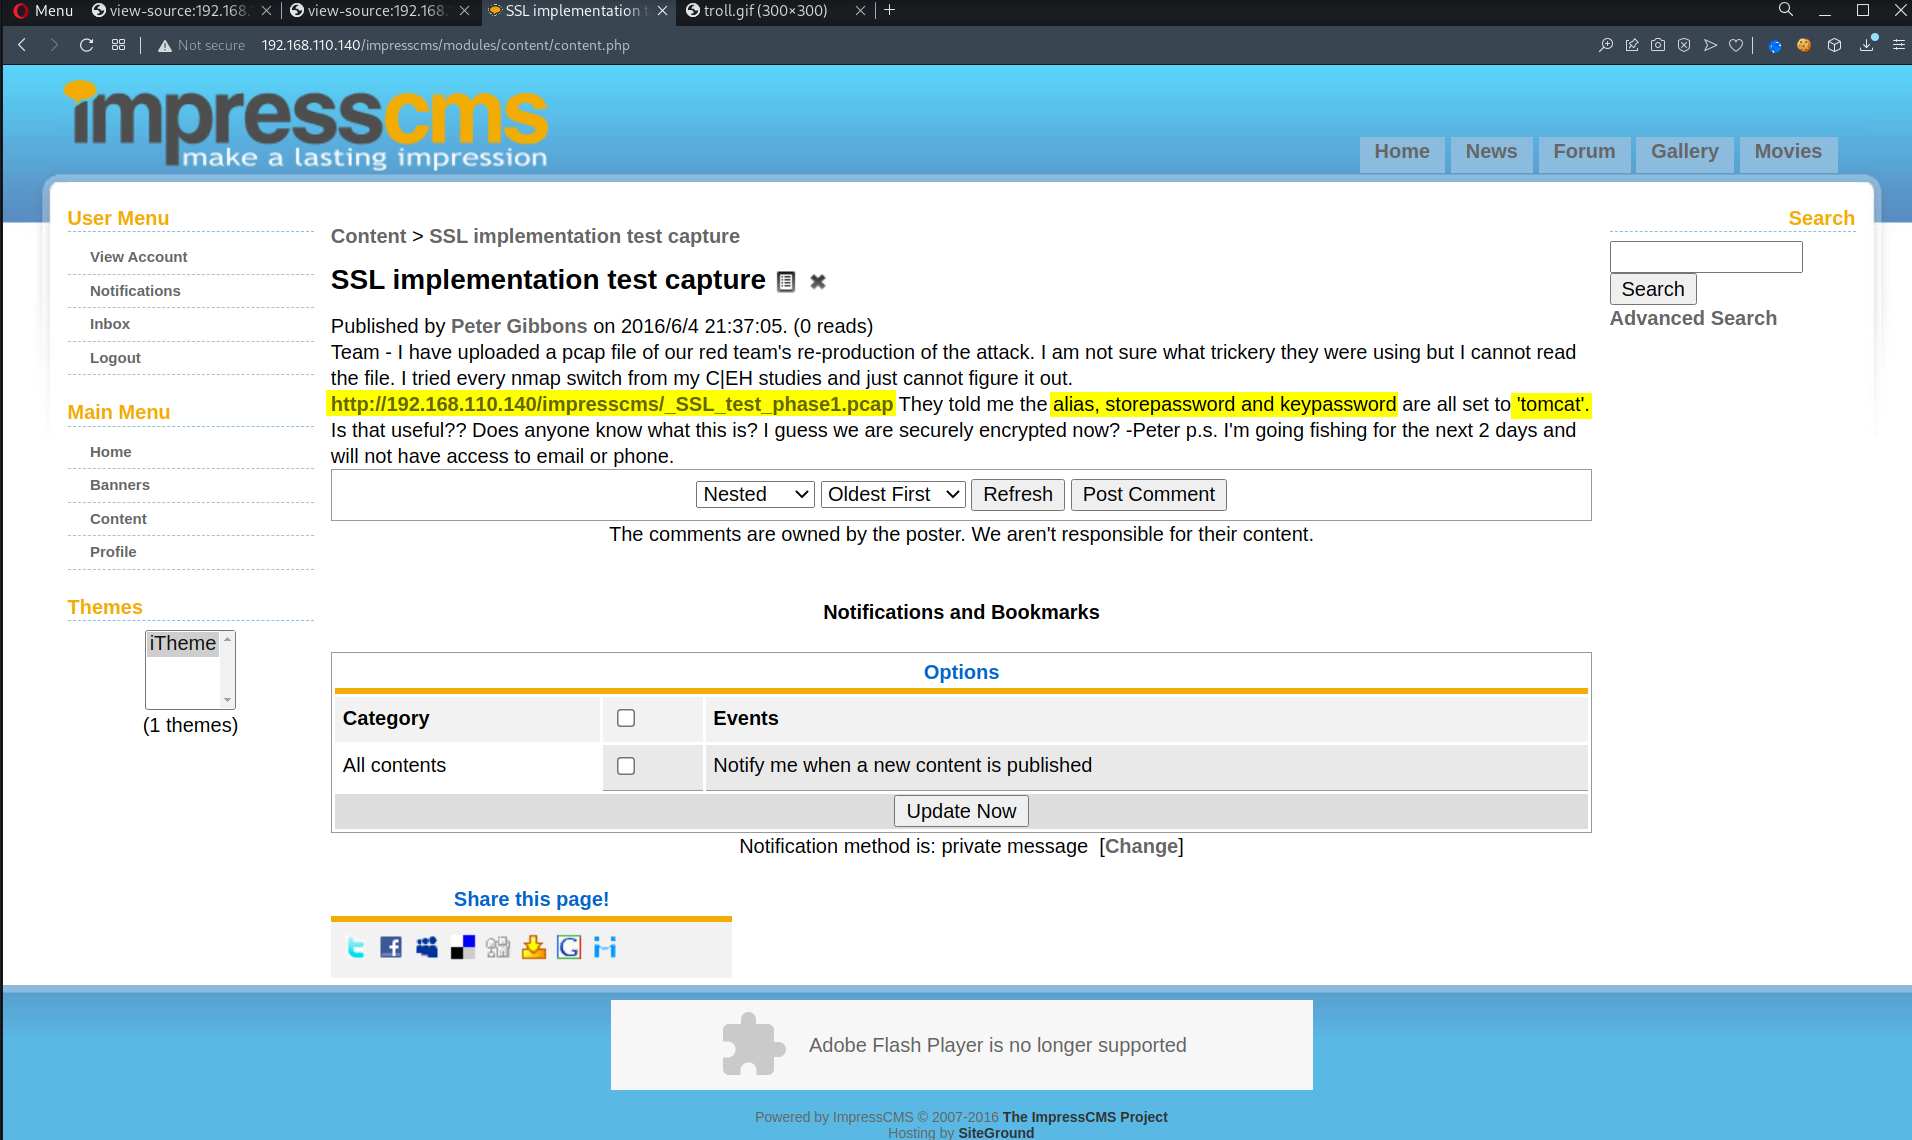 Menu
view-source:192.168.
view-source:192.168.
SSL implementation t
troll.gif (300×300)
Not secure
192.168.110.140/impresscms/modules/content/content.php
impresscms
make a lasting impression
Home
News
Forum
Gallery
Movies
User Menu
View Account
Notifications
Inbox
Logout
Main Menu
Home
Banners
Content
Profile
Themes
iTheme
(1 themes)
Content > SSL implementation test capture
SSL implementation test capture
Published by Peter Gibbons on 2016/6/4 21:37:05. (0 reads)
Team - I have uploaded a pcap file of our red team's re-production of the attack. I am not sure what trickery they were using but I cannot read
the file. I tried every nmap switch from my C|EH studies and just cannot figure it out.
http://192.168.110.140/impresscms/_SSL_test_phase1.pcap They told me the alias, storepassword and keypassword are all set to 'tomcat'.
Is that useful?? Does anyone know what this is? I guess we are securely encrypted now? -Peter p.s. I'm going fishing for the next 2 days and
will not have access to email or phone.
Nested
Oldest First
Refresh
Post Comment
The comments are owned by the poster. We aren't responsible for their content.
Notifications and Bookmarks
Options
Category
Events
All contents
Notify me when a new content is published
Update Now
Notification method is: private message [Change]
Share this page!
Search
Search
Advanced Search
Adobe Flash Player is no longer supported
Powered by ImpressCMS © 2007-2016 The ImpressCMS Project
Hosting by SiteGround